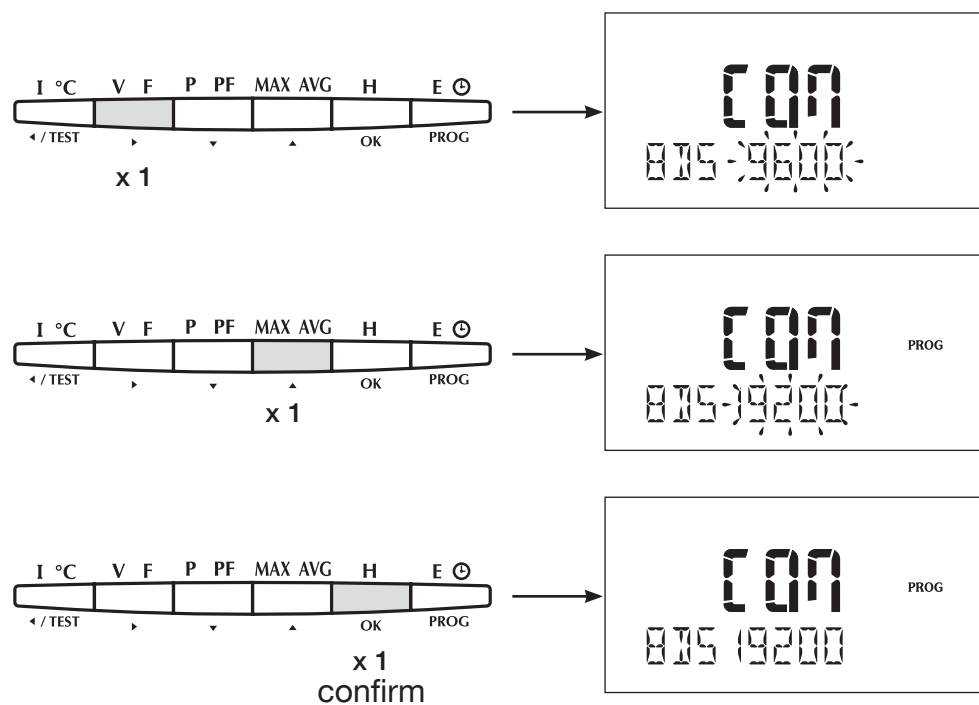 I °C V F P PF MAX AVG H E
/ TEST OK PROG
x 1
COM
BDS 9600
I °C V F P PF MAX AVG H E
/ TEST OK PROG
x 1
COM
PROG
BDS 19200
I °C V F P PF MAX AVG H E
/ TEST OK PROG
x 1
confirm
COM
PROG
BDS 19200